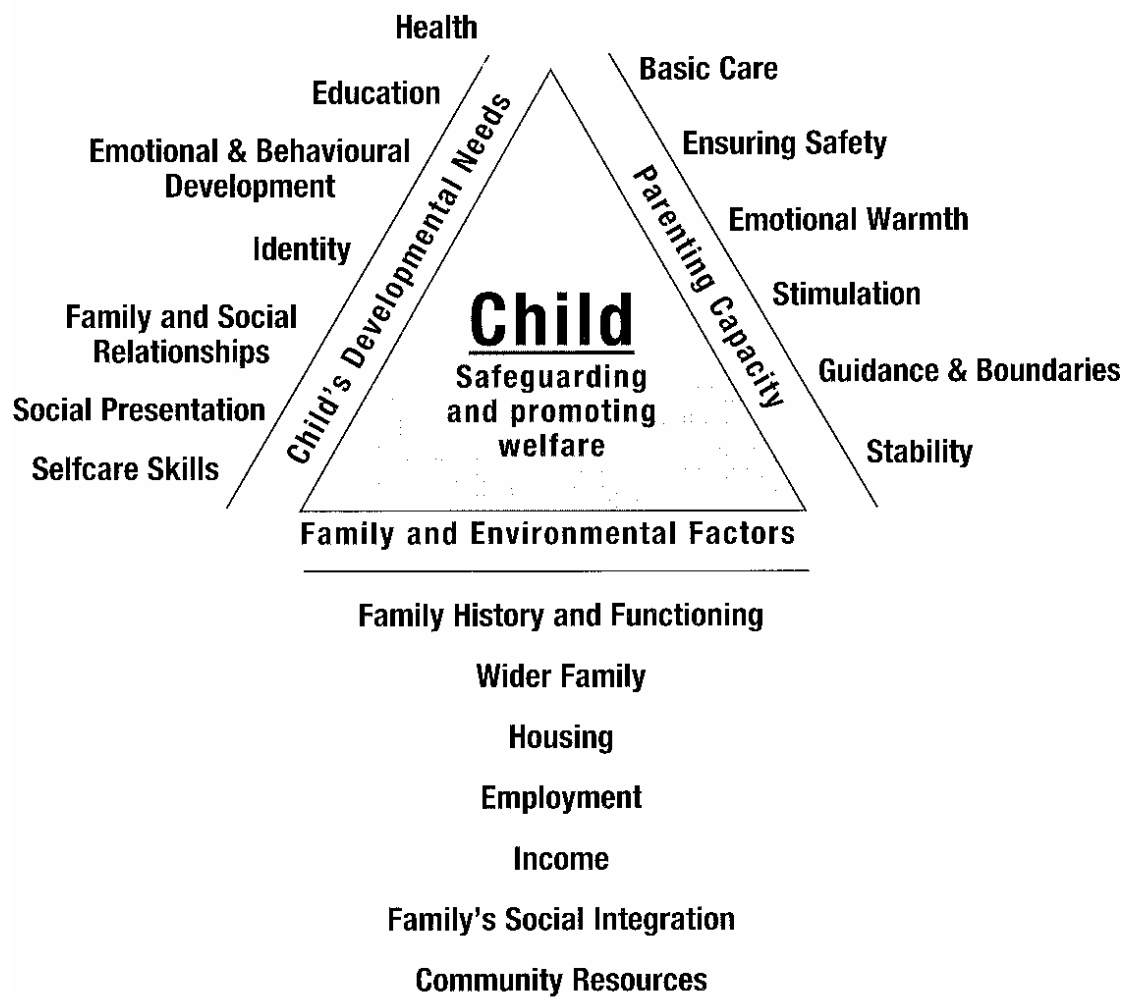 Health
Education
Emotional & Behavioural
Development
Identity
Family and Social
Relationships
Social Presentation
Selfcare Skills
Child's Developmental Needs
Basic Care
Ensuring Safety
Emotional Warmth
Stimulation
Guidance & Boundaries
Stability
Parenting Capacity
Child
Safeguarding
and promoting
welfare
Family and Environmental Factors
Family History and Functioning
Wider Family
Housing
Employment
Income
Family's Social Integration
Community Resources